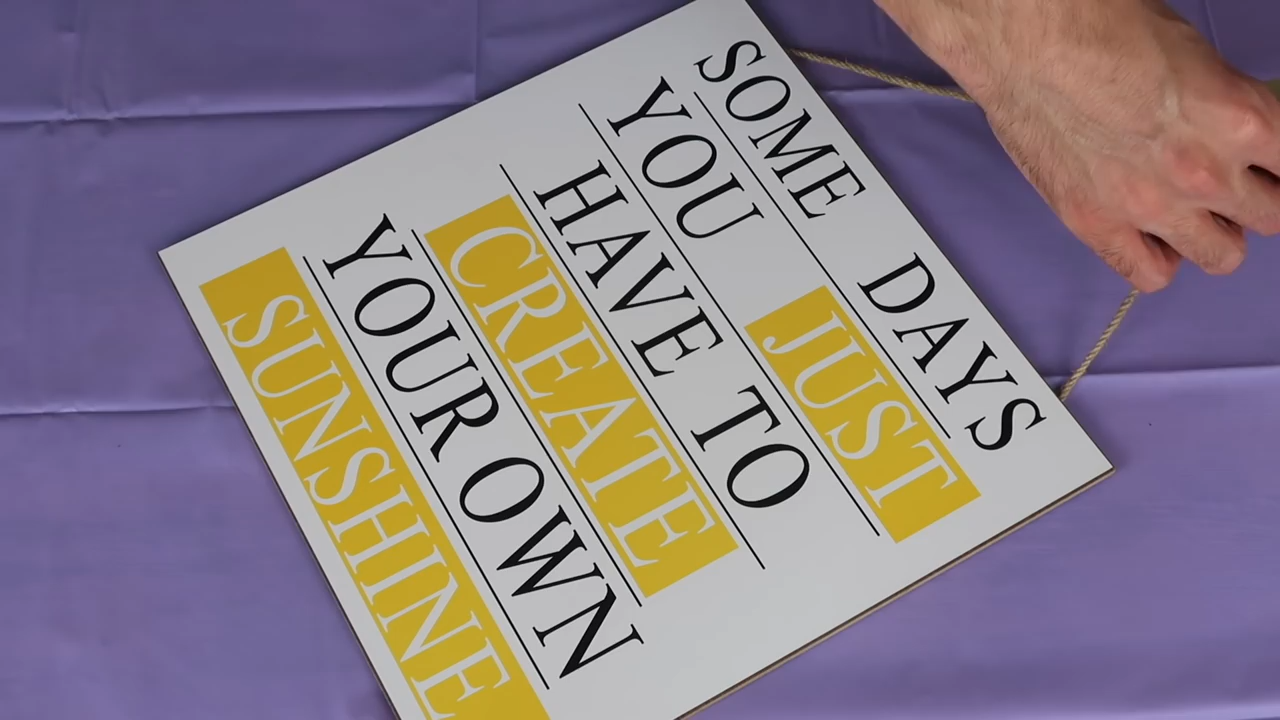 SOME DAYS
YOU JUST
HAVE TO
CREATE
YOUR OWN
SUNSHINE